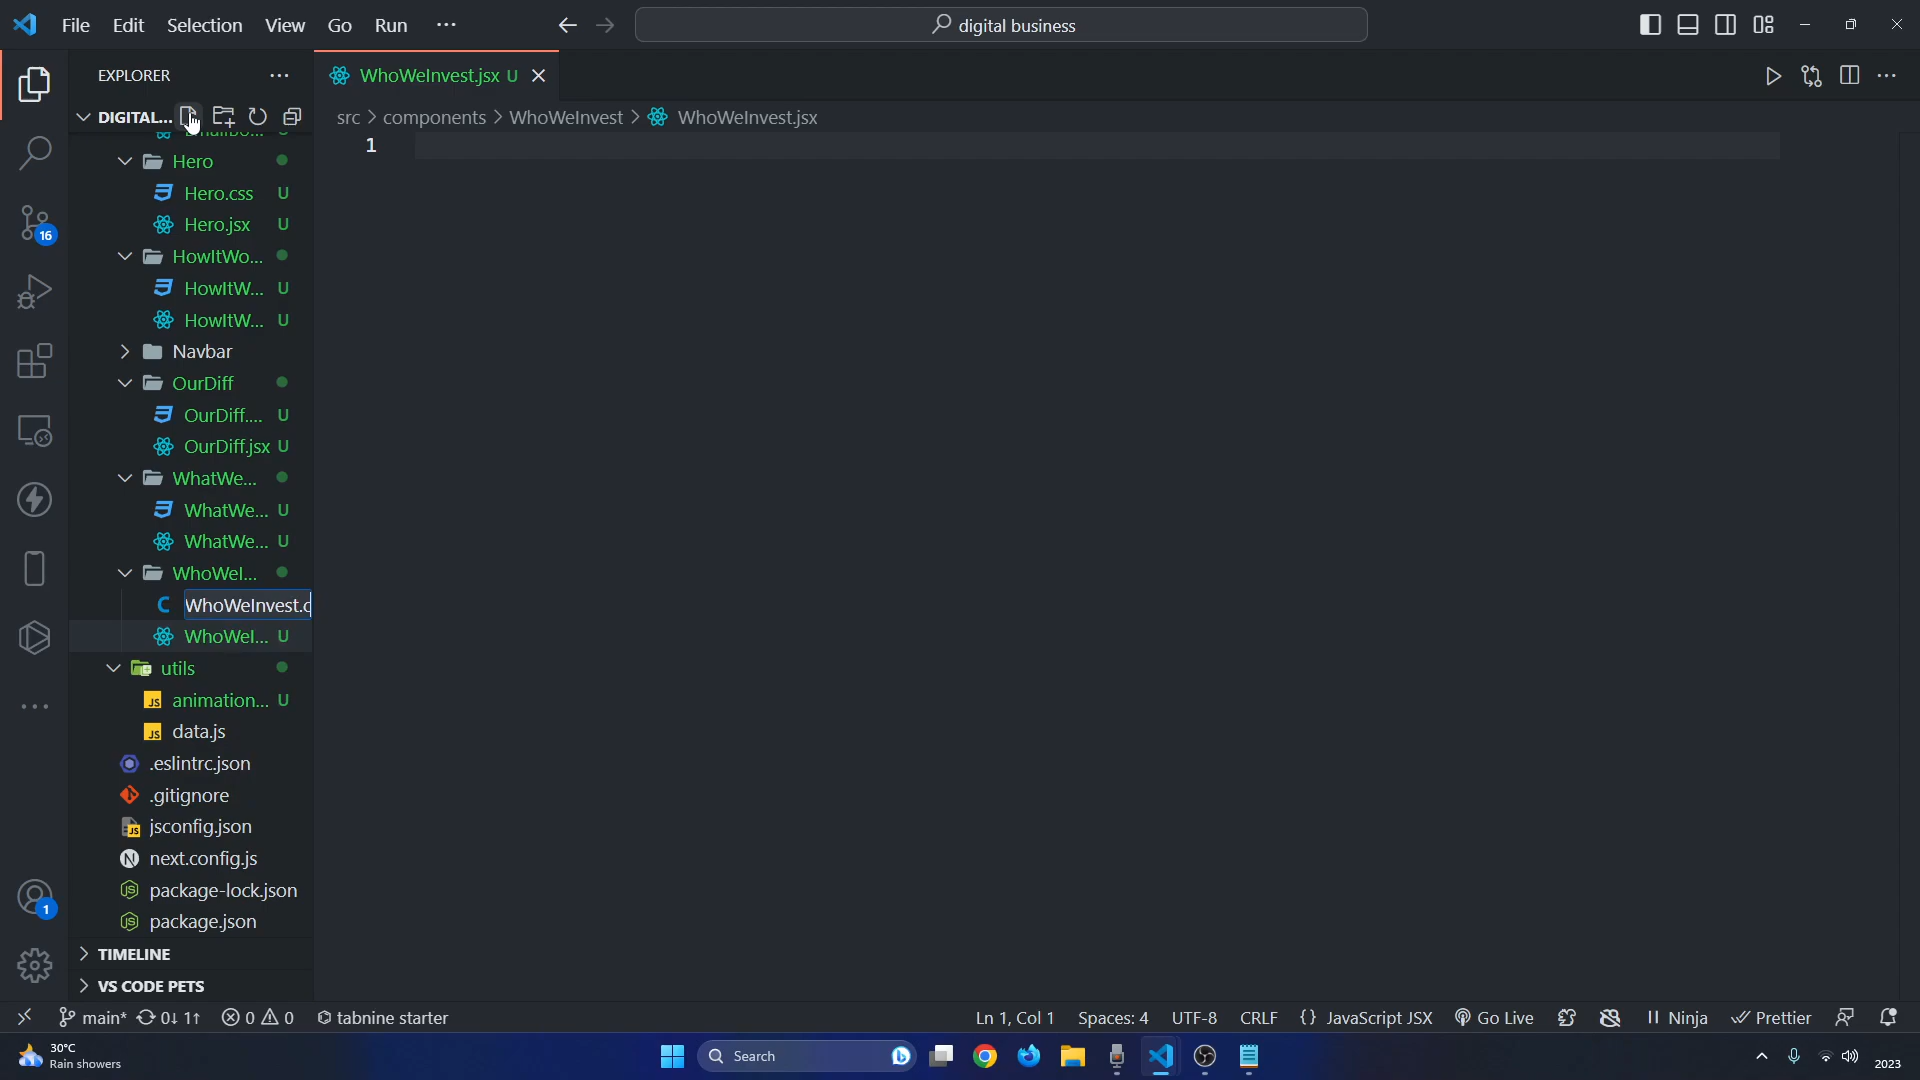 File Edit Selection View Go Run ···
digital business
EXPLORER
WhoWeInvest.jsx U
DIGITAL...
src > components > WhoWeInvest > WhoWeInvest.jsx
1
Hero
Hero.css U
Hero.jsx U
HowItWo...
HowItW... U
HowItW... U
Navbar
OurDiff
OurDiff.... U
OurDiff.jsx U
WhatWe...
WhatWe... U
WhatWe... U
WhoWeI...
WhoWeInvest.c
WhoWeI... U
utils
animation... U
data.js
.eslintrc.json
.gitignore
jsconfig.json
next.config.js
package-lock.json
package.json
TIMELINE
VS CODE PETS
16
1
main* 0↓ 1↑ 0 0 tabnine starter
Ln 1, Col 1 Spaces: 4 UTF-8 CRLF {} JavaScript JSX Go Live Ninja Prettier
30°C
Rain showers
Search
2023